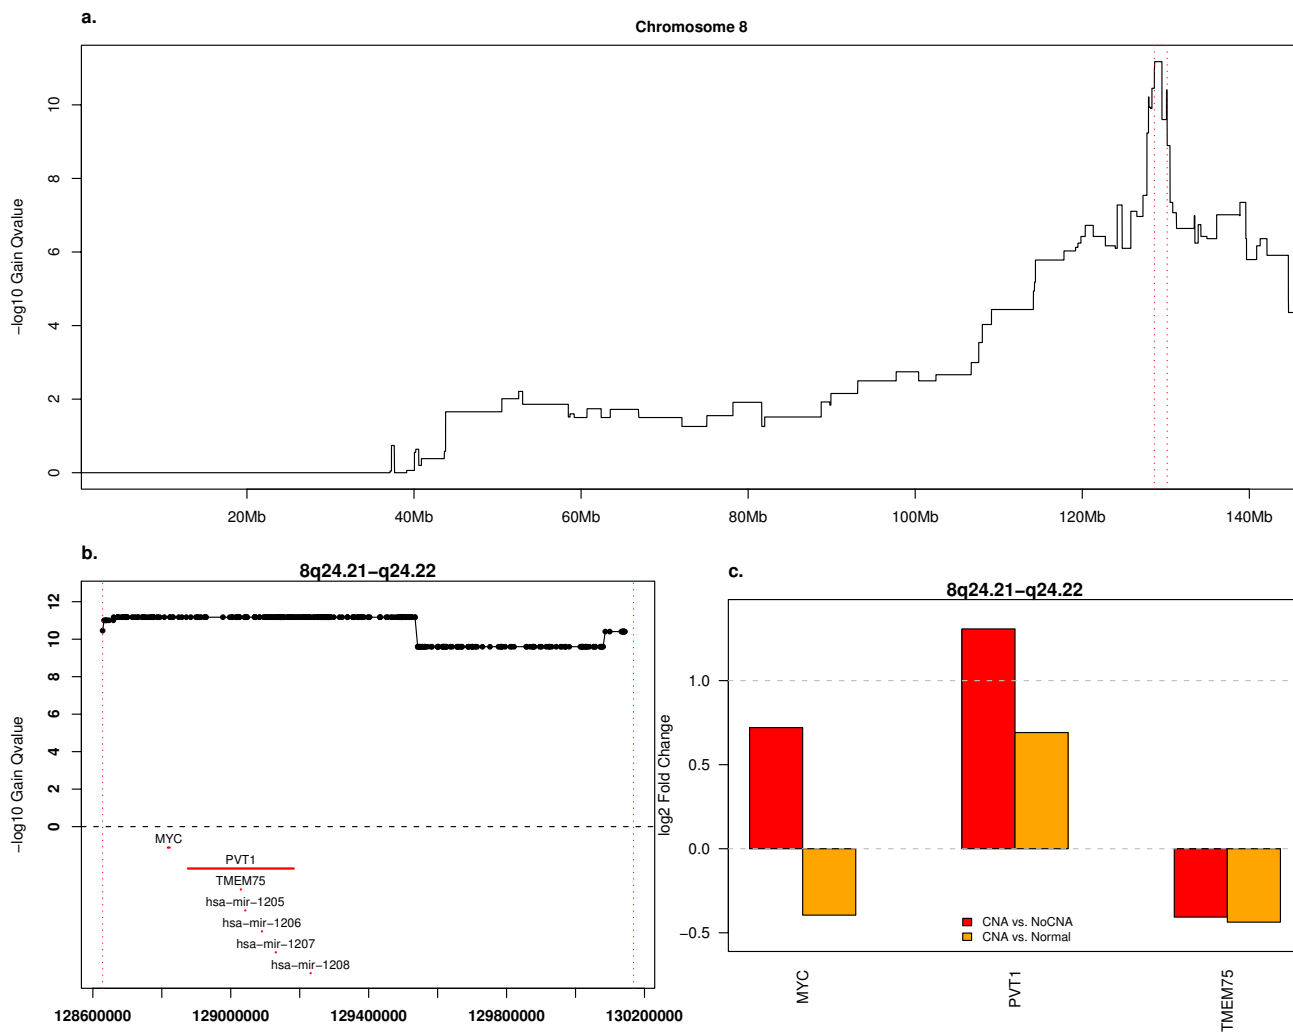 a.
Chromosome 8
−log10 Gain Qvalue
10
8
6
4
2
0
20Mb
40Mb
60Mb
80Mb
100Mb
120Mb
140Mb
b.
8q24.21−q24.22
−log10 Gain Qvalue
12
10
8
6
4
2
0
MYC
PVT1
TMEM75
hsa−mir−1205
hsa−mir−1206
hsa−mir−1207
hsa−mir−1208
128600000
129000000
129400000
129800000
130200000
c.
8q24.21−q24.22
log2 Fold Change
1.0
0.5
0.0
−0.5
CNA vs. NoCNA
CNA vs. Normal
MYC
PVT1
TMEM75